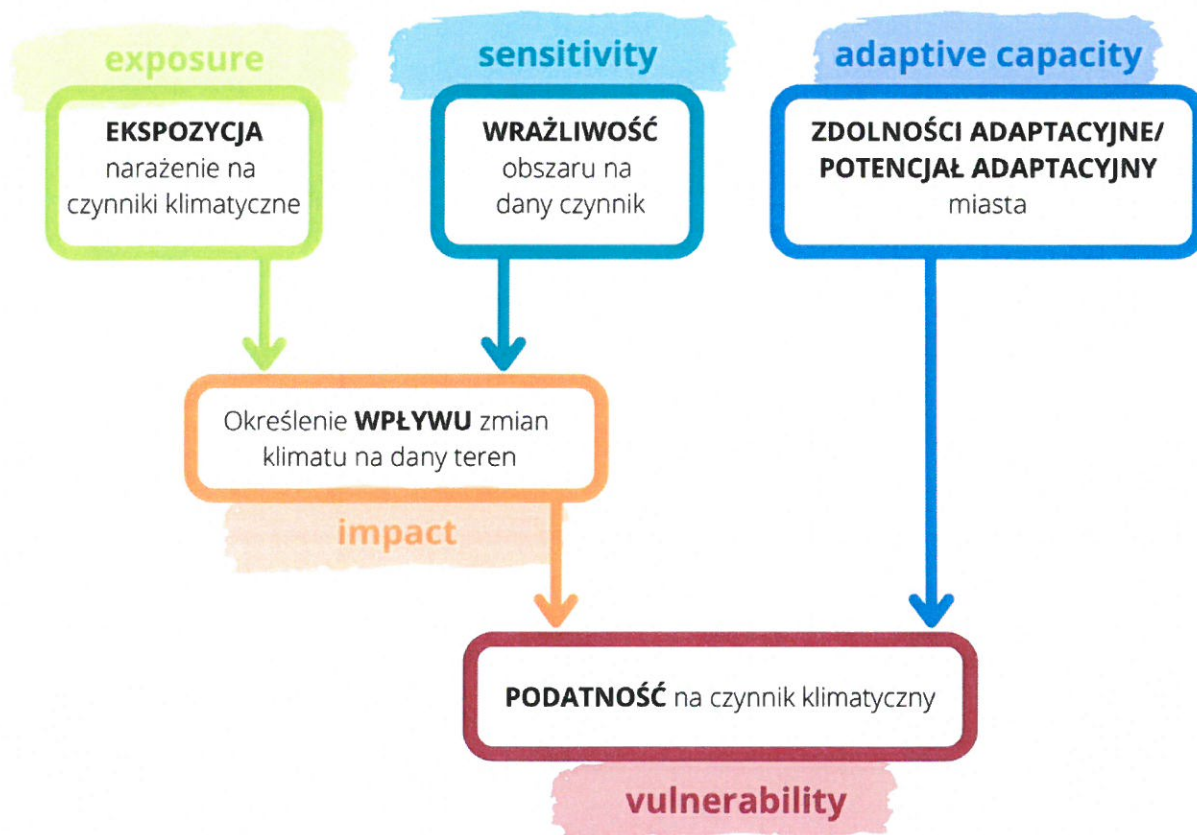 exposure
EKSPOZYCJA
narażenie na
czynniki klimatyczne
sensitivity
WRAŻLIWOŚĆ
obszaru na
dany czynnik
adaptive capacity
ZDOLNOŚCI ADAPTACYJNE/
POTENCJAŁ ADAPTACYJNY
miasta
Określenie WPŁYWU zmian
klimatu na dany teren
impact
PODATNOŚĆ na czynnik klimatyczny
vulnerability